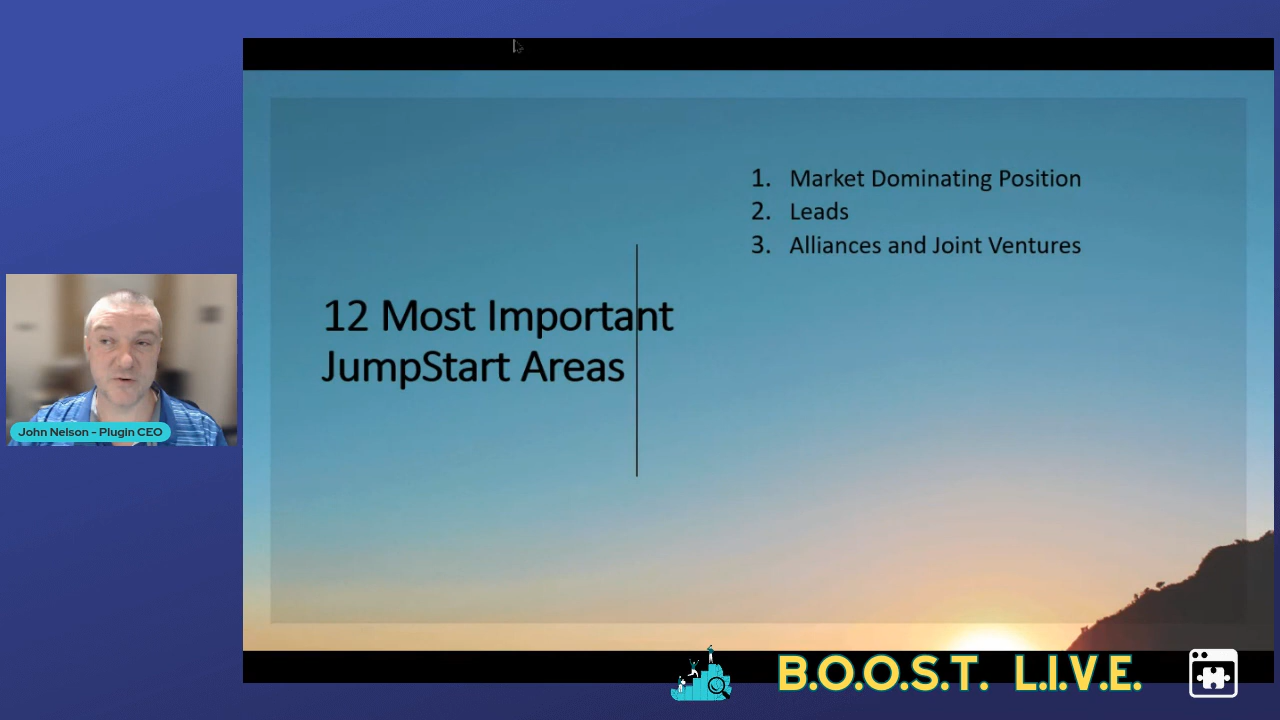 12 Most Important
JumpStart Areas
1. Market Dominating Position
2. Leads
3. Alliances and Joint Ventures
John Nelson - Plugin CEO
B.O.O.S.T. L.I.V.E.